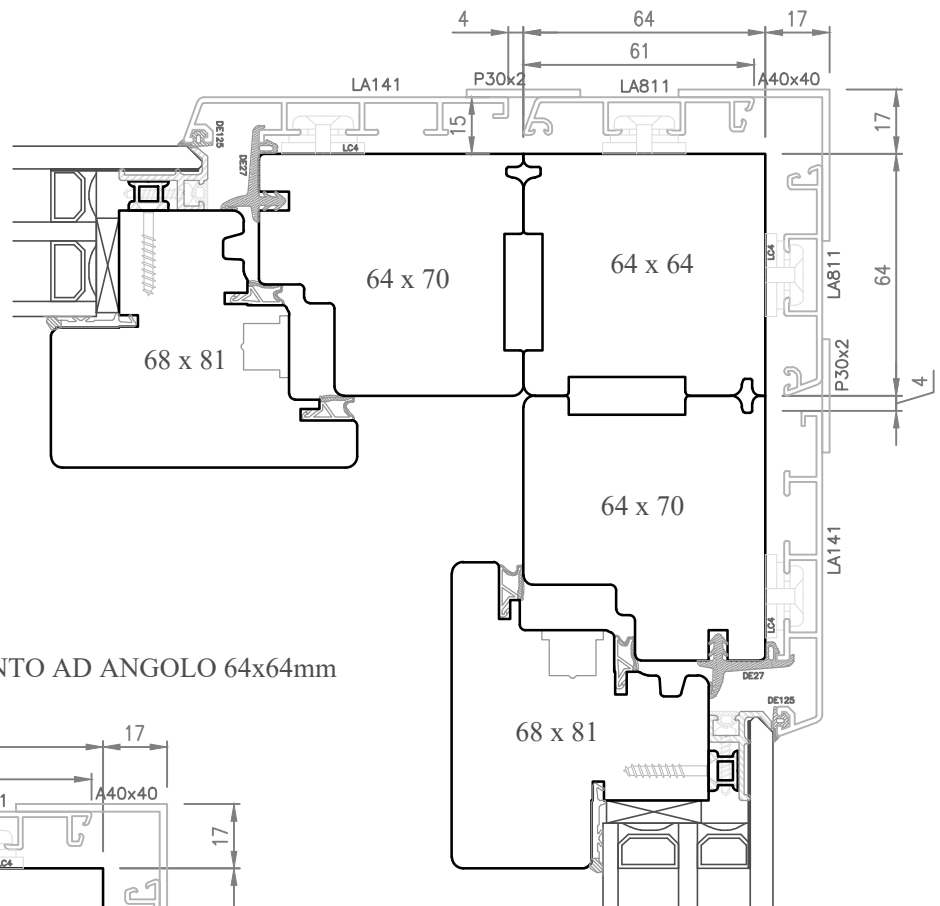 4
64
17
61
LA141
P30x2
LA811
A40x40
15
17
DE125
DE27
LC4
64 x 70
64 x 64
LC4
LA811
64
68 x 81
P30x2
4
64 x 70
LA141
LC4
NTO AD ANGOLO 64x64mm
DE27
DE125
68 x 81
17
1
A40x40
17
LC4